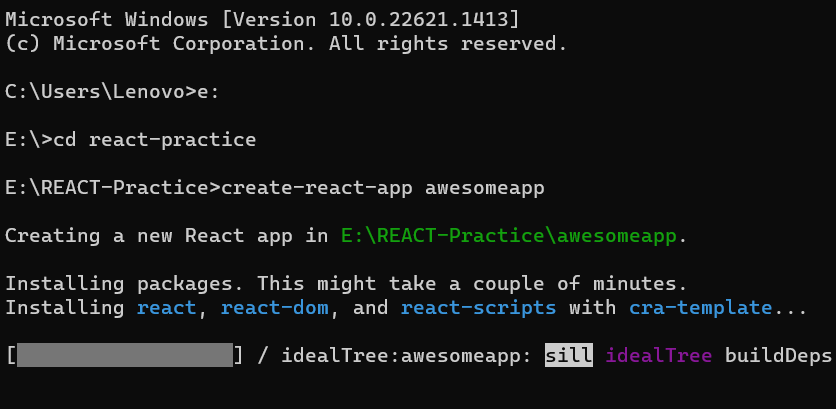 Microsoft Windows [Version 10.0.22621.1413]
(c) Microsoft Corporation. All rights reserved.
C:\Users\Lenovo>e:
E:\>cd react-practice
E:\REACT-Practice>create-react-app awesomeapp
Creating a new React app in E:\REACT-Practice\awesomeapp.
Installing packages. This might take a couple of minutes.
Installing react, react-dom, and react-scripts with cra-template...
[                  ] / idealTree:awesomeapp: sill idealTree buildDeps